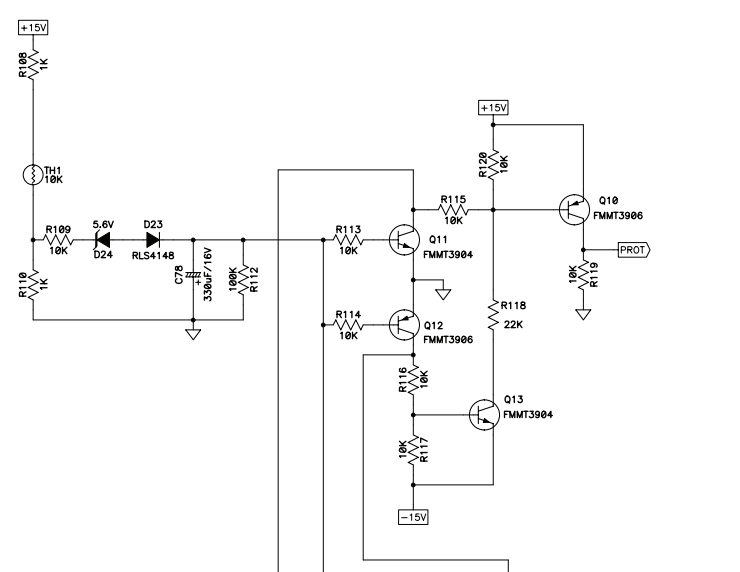 +15V
R108
1K
TH1
10K
R109
10K
5.6V
D24
D23
RLS4148
R110
1K
C78
+
330uF/16V
100K
R112
R113
10K
Q11
FMMT3904
R114
10K
Q12
FMMT3906
R115
10K
+15V
R120
10K
Q10
FMMT3906
PROT
10K
R119
R118
22K
R116
10K
Q13
FMMT3904
10K
R117
-15V